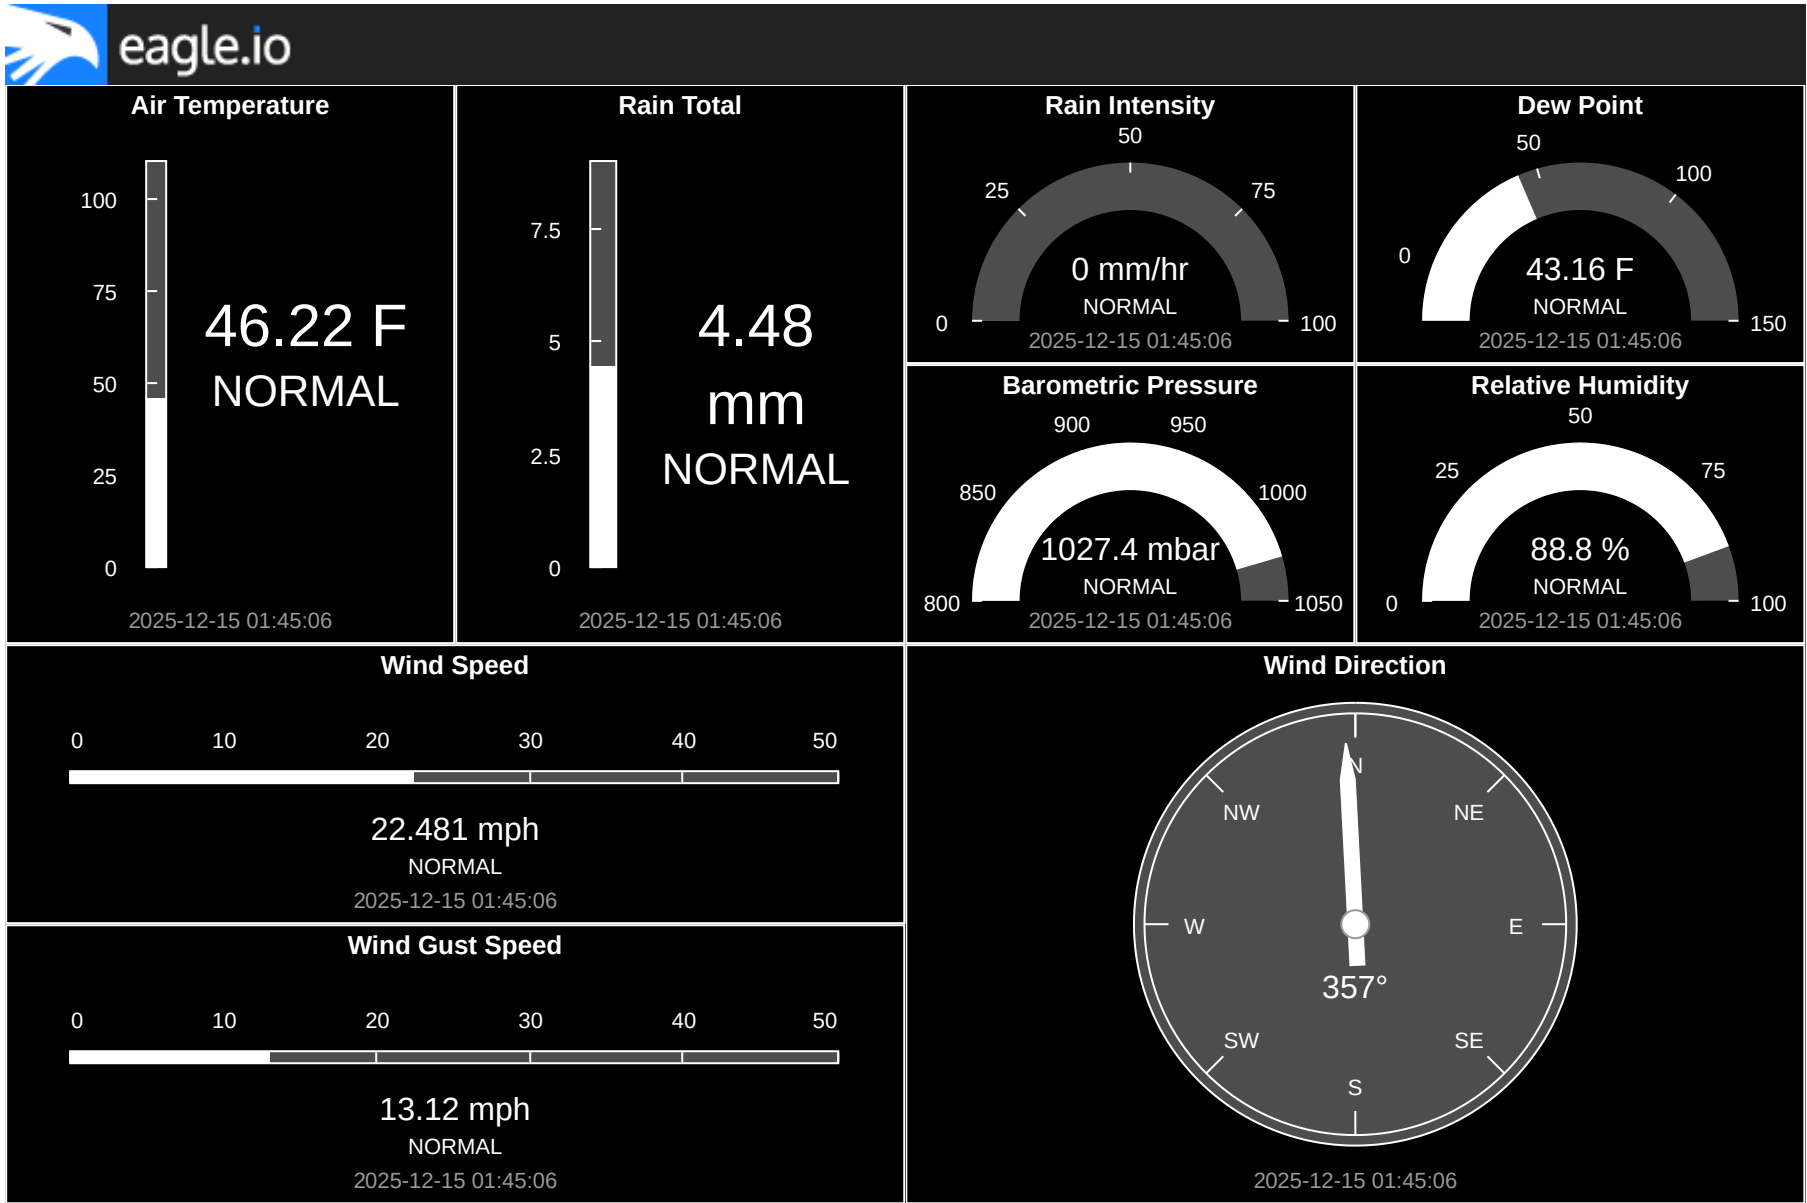 eagle.io
Air Temperature
100
75
50
25
0
46.22 F
NORMAL
2025-12-15 01:45:06
Rain Total
7.5
5
2.5
0
4.48
mm
NORMAL
2025-12-15 01:45:06
Rain Intensity
50
25
75
0
100
0 mm/hr
NORMAL
2025-12-15 01:45:06
Dew Point
50
100
0
150
43.16 F
NORMAL
2025-12-15 01:45:06
Barometric Pressure
900
950
850
1000
800
1050
1027.4 mbar
NORMAL
2025-12-15 01:45:06
Relative Humidity
50
25
75
0
100
88.8 %
NORMAL
2025-12-15 01:45:06
Wind Speed
0 10 20 30 40 50
22.481 mph
NORMAL
2025-12-15 01:45:06
Wind Gust Speed
0 10 20 30 40 50
13.12 mph
NORMAL
2025-12-15 01:45:06
Wind Direction
N
NW
NE
W
E
357°
SW
SE
S
2025-12-15 01:45:06